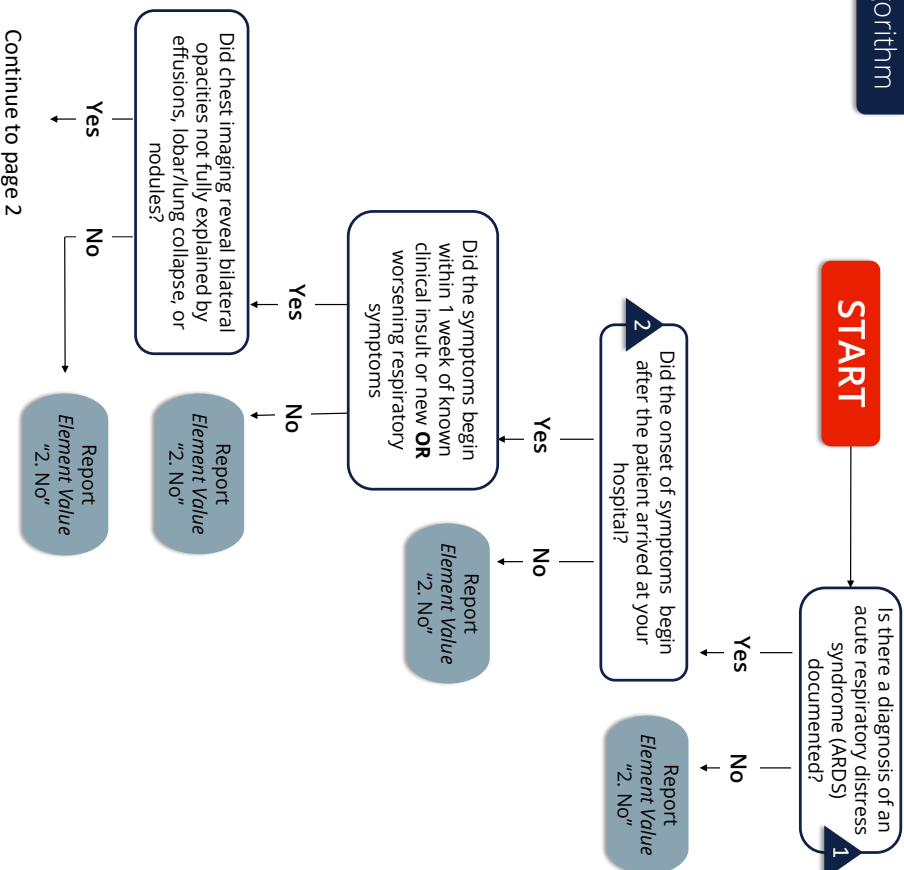 gorithm
START
Is there a diagnosis of an
acute respiratory distress
syndrome (ARDS)
documented?
1
Yes
No
Report
Element Value
“2. No”
2
Did the onset of symptoms begin
after the patient arrived at your
hospital?
Yes
No
Report
Element Value
“2. No”
Did the symptoms begin
within 1 week of known
clinical insult or new OR
worsening respiratory
symptoms
Yes
No
Report
Element Value
“2. No”
Did chest imaging reveal bilateral
opacities not fully explained by
effusions, lobar/lung collapse, or
nodules?
Yes
No
Report
Element Value
“2. No”
Continue to page 2